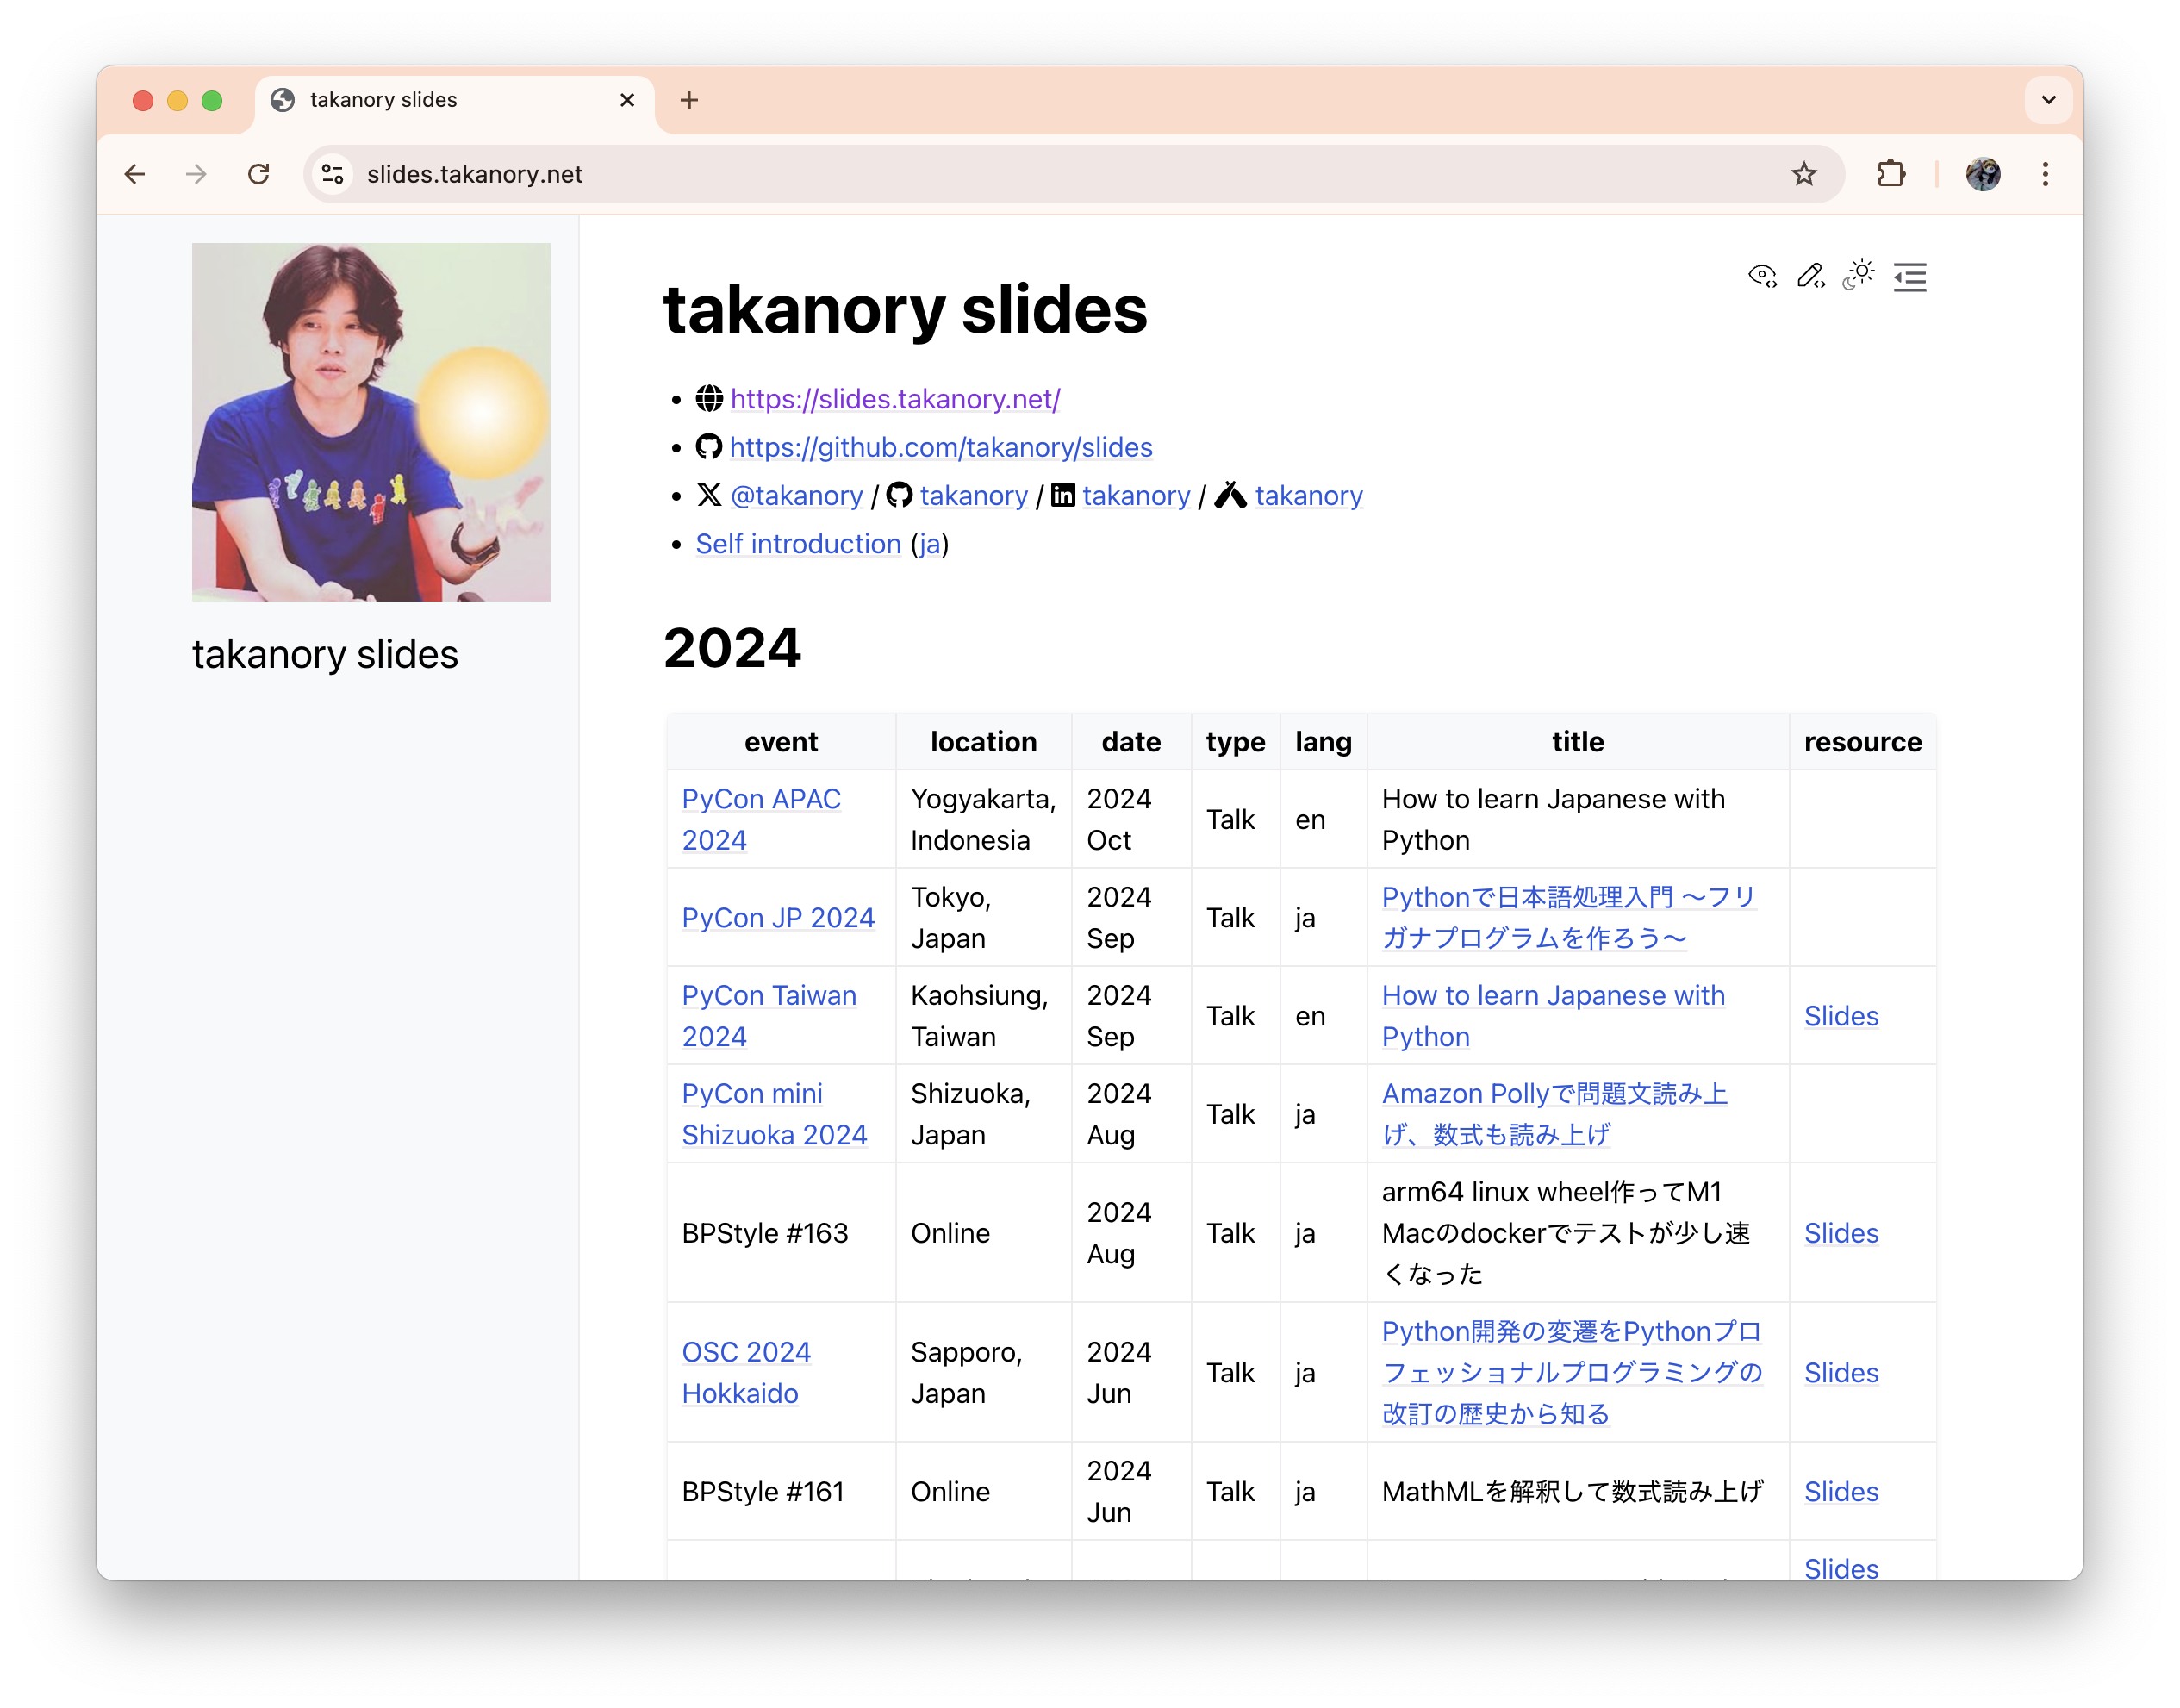 takanory slides
slides.takanory.net
takanory slides
takanory slides
https://slides.takanory.net/
https://github.com/takanory/slides
@takanory / takanory / takanory / takanory
Self introduction (ja)
2024
event location date type lang title resource
PyCon APAC
2024
Yogyakarta,
Indonesia
2024
Oct
Talk
en
How to learn Japanese with
Python
PyCon JP 2024
Tokyo,
Japan
2024
Sep
Talk
ja
Pythonで日本語処理入門 〜フリ
ガナプログラムを作ろう〜
PyCon Taiwan
2024
Kaohsiung,
Taiwan
2024
Sep
Talk
en
How to learn Japanese with
Python
Slides
PyCon mini
Shizuoka 2024
Shizuoka,
Japan
2024
Aug
Talk
ja
Amazon Pollyで問題文読み上
げ、数式も読み上げ
BPStyle #163
Online
2024
Aug
Talk
ja
arm64 linux wheel作ってM1
Macのdockerでテストが少し速
くなった
Slides
OSC 2024
Hokkaido
Sapporo,
Japan
2024
Jun
Talk
ja
Python開発の変遷をPythonプロ
フェッショナルプログラミングの
改訂の歴史から知る
Slides
BPStyle #161
Online
2024
Jun
Talk
ja
MathMLを解釈して数式読み上げ
Slides
Slides